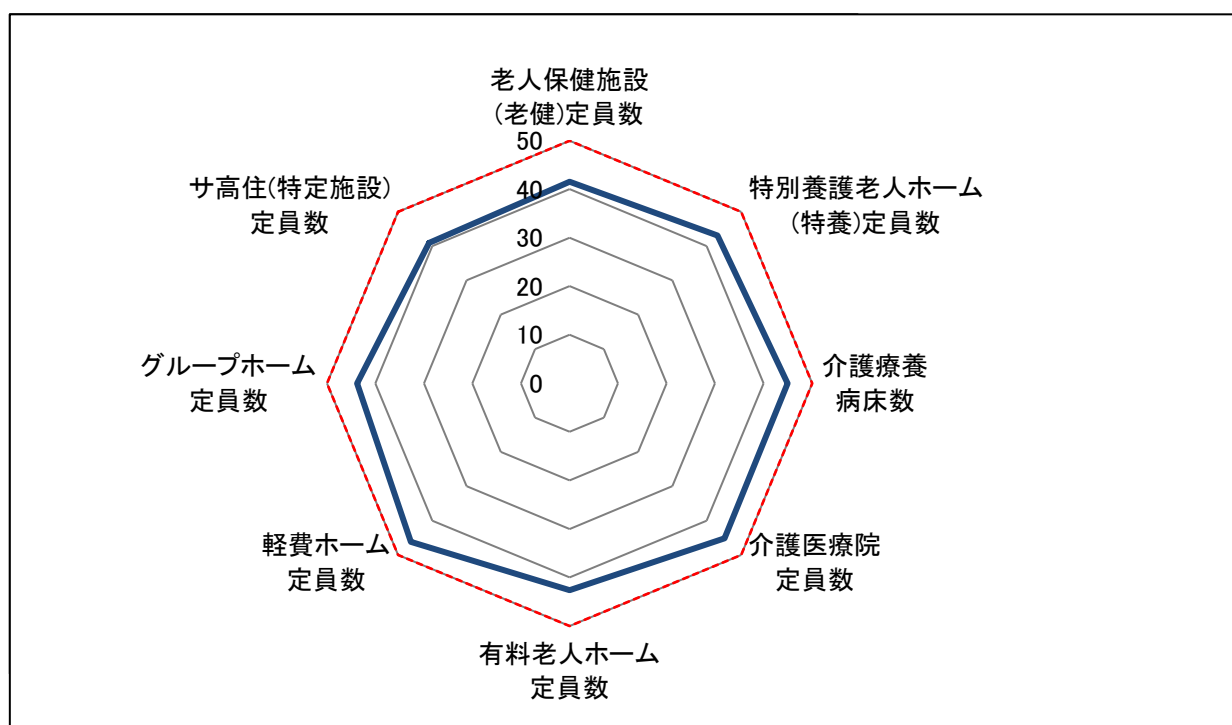 老人保健施設
(老健)定員数
50
サ高住(特定施設)
定員数
特別養護老人ホーム
(特養)定員数
40
30
20
10
0
グループホーム
定員数
介護療養
病床数
軽費ホーム
定員数
介護医療院
定員数
有料老人ホーム
定員数